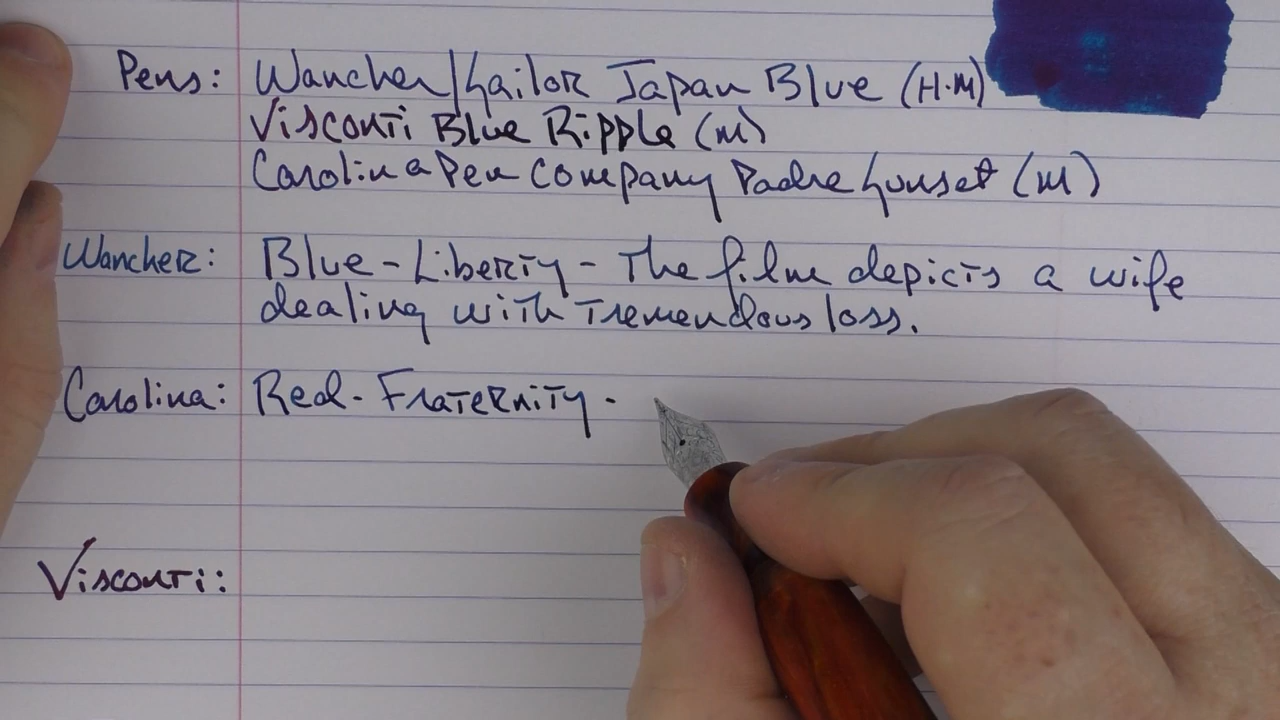 Pens: Wancher/Sailor Japan Blue (H·M)
Visconti Blue Ripple (M)
Carolina Pen Company Padre Sunset (M)
Wancher: Blue - Liberty - The film depicts a wife
dealing with tremendous loss.
Carolina: Red - Fraternity -
Visconti: